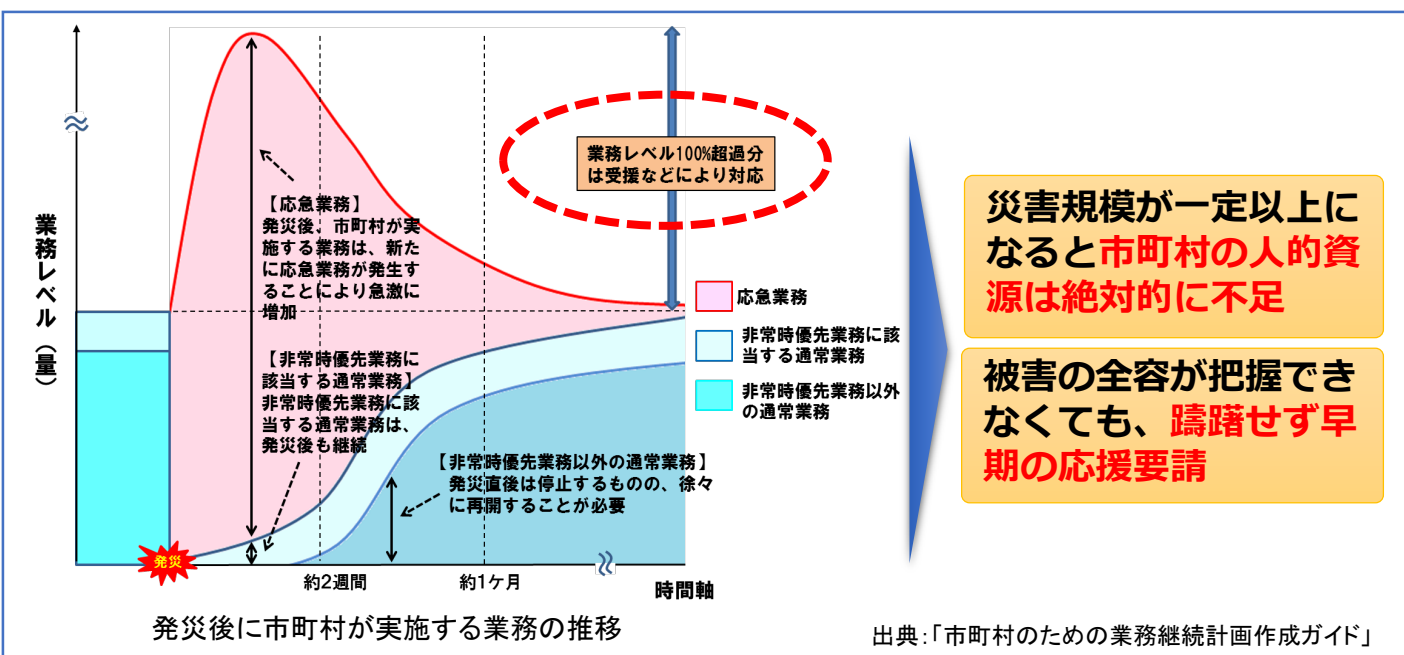 業務レベル(量)
業務レベル100%超過分
は受援などにより対応
【応急業務】
発災後、市町村が実
施する業務は、新た
に応急業務が発生す
ることにより急激に
増加
【非常時優先業務に
該当する通常業務】
非常時優先業務に該
当する通常業務は、
発災後も継続
【非常時優先業務以外の通常業務】
発災直後は停止するものの、徐々
に再開することが必要
応急業務
非常時優先業務に該
当する通常業務
非常時優先業務以外
の通常業務
発災
約2週間
約1ケ月
時間軸
発災後に市町村が実施する業務の推移
災害規模が一定以上に
なると市町村の人的資
源は絶対的に不足
被害の全容が把握でき
なくても、躊躇せず早
期の応援要請
出典:「市町村のための業務継続計画作成ガイド」